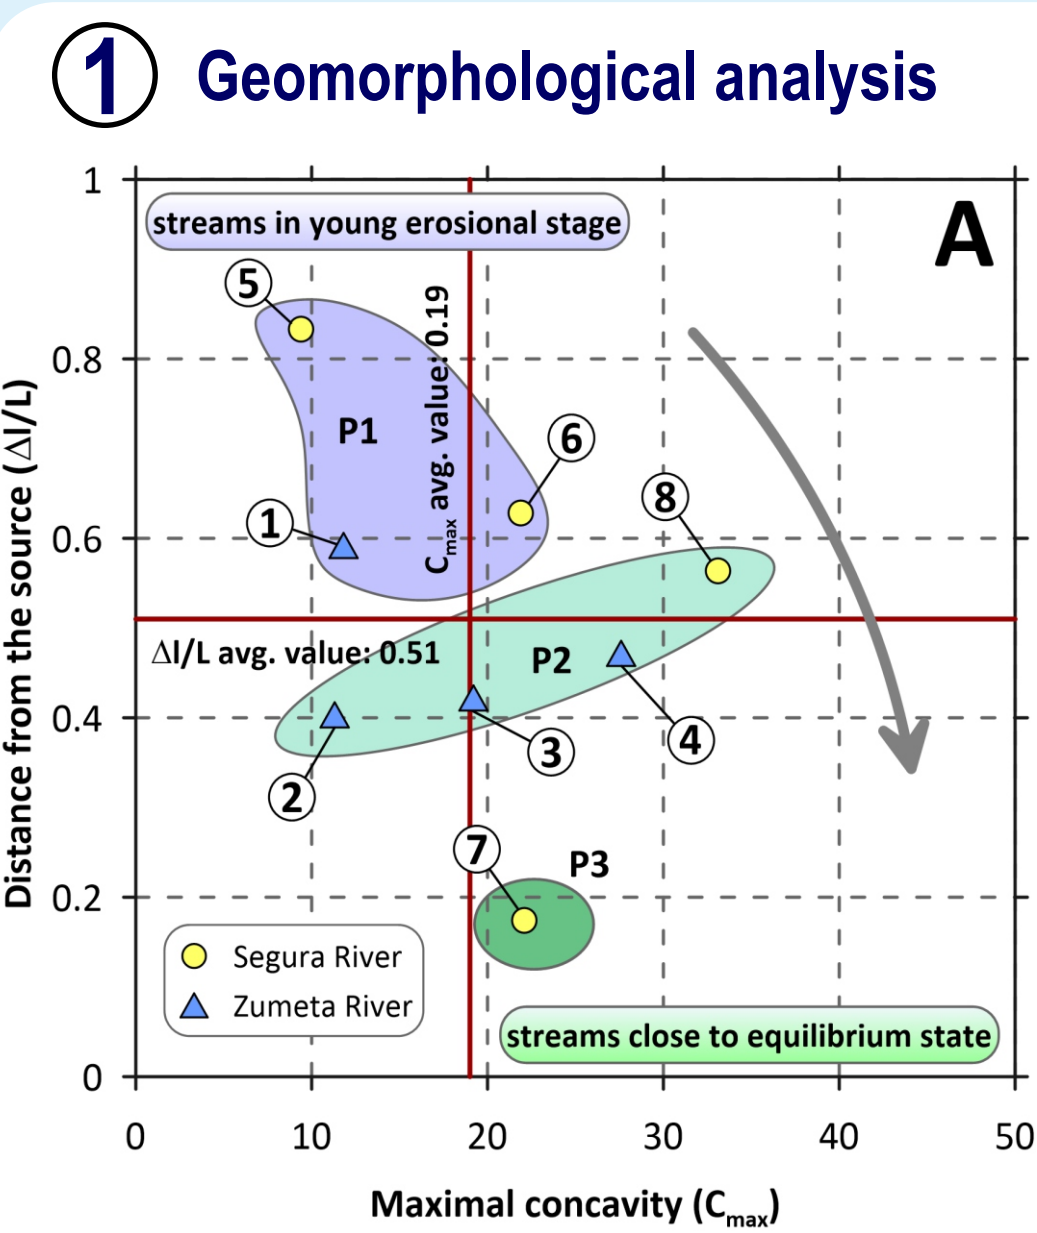 1 Geomorphological analysis
1
streams in young erosional stage
A
5
Cmax avg. value: 0.19
0.8
P1
6
8
1
0.6
Δl/L avg. value: 0.51
P2
0.4
3
4
2
7
P3
0.2
Segura River
Zumeta River
streams close to equilibrium state
0
0 10 20 30 40 50
Maximal concavity (Cmax)
Distance from the source (Δl/L)